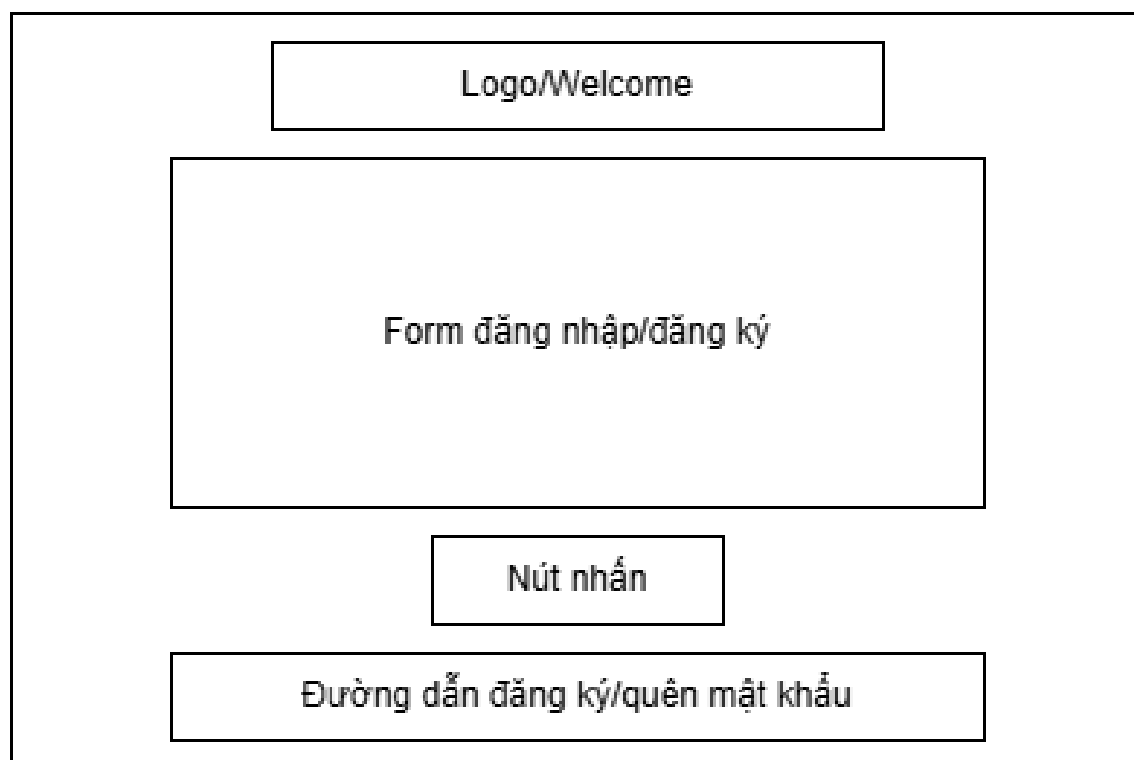 Logo/Welcome
Form đăng nhập/đăng ký
Nút nhấn
Đường dẫn đăng ký/quên mật khẩu